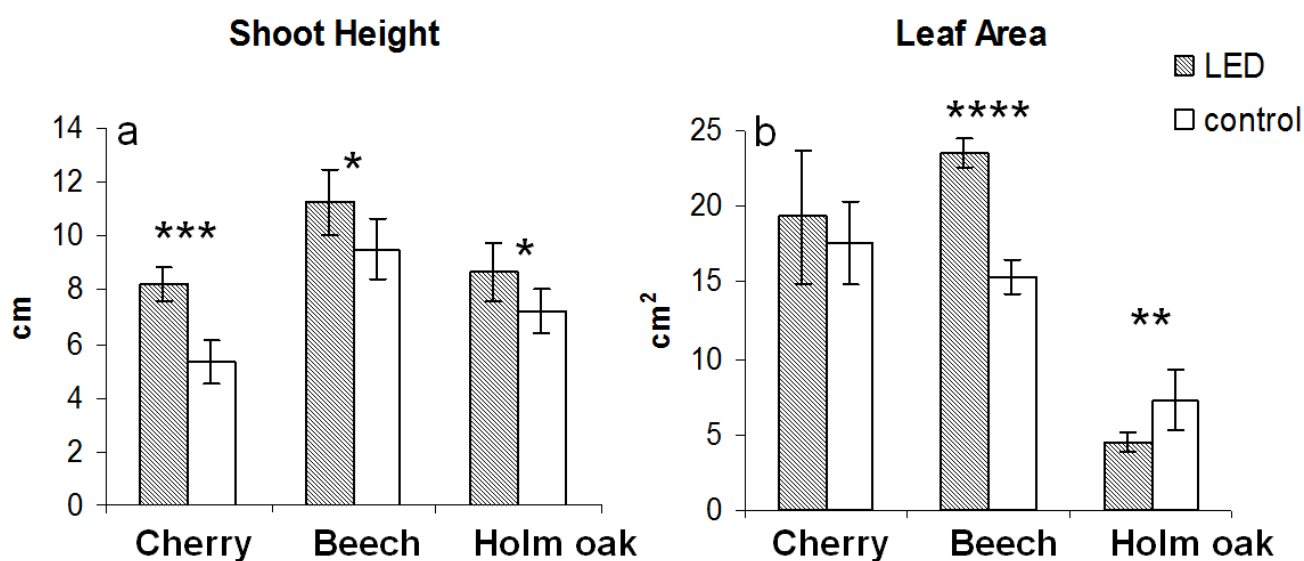 Shoot Height
a
cm
14
12
10
8
6
4
2
0
***
*
*
Cherry Beech Holm oak
Leaf Area
LED
control
b
cm²
25
20
15
10
5
0
****
**
Cherry Beech Holm oak